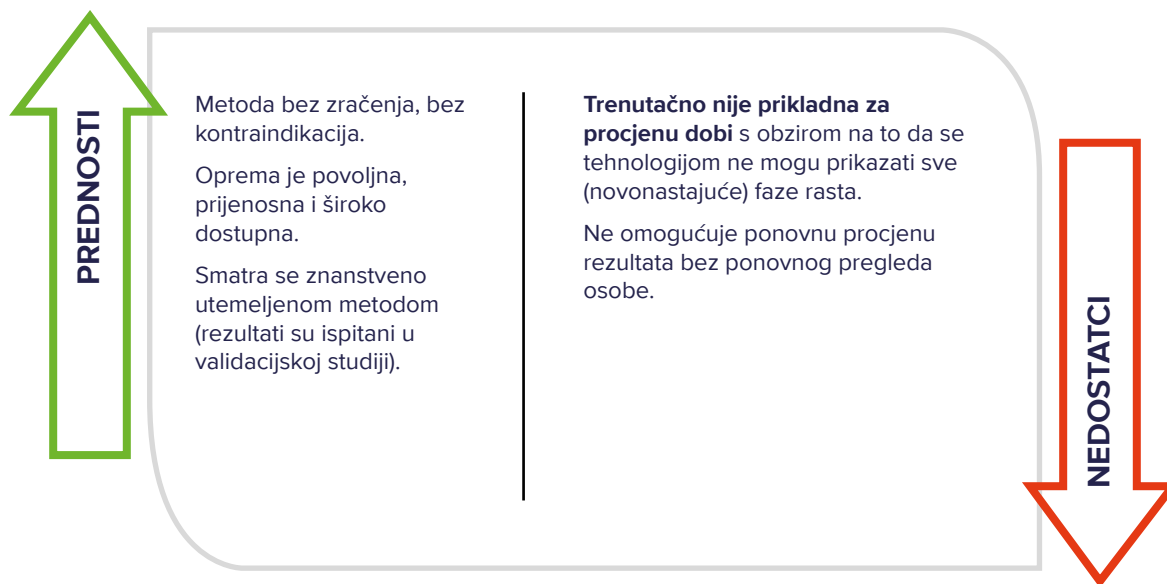 PREDNOSTI
Metoda bez zračenja, bez
kontraindikacija.
Oprema je povoljna,
prijenosna i široko
dostupna.
Smatra se znanstveno
utemeljenom metodom
(rezultati su ispitani u
validacijskoj studiji).
Trenutačno nije prikladna za
procjenu dobi s obzirom na to da se
tehnologijom ne mogu prikazati sve
(novonastajuće) faze rasta.
Ne omogućuje ponovnu procjenu
rezultata bez ponovnog pregleda
osobe.
NEDOSTATCI